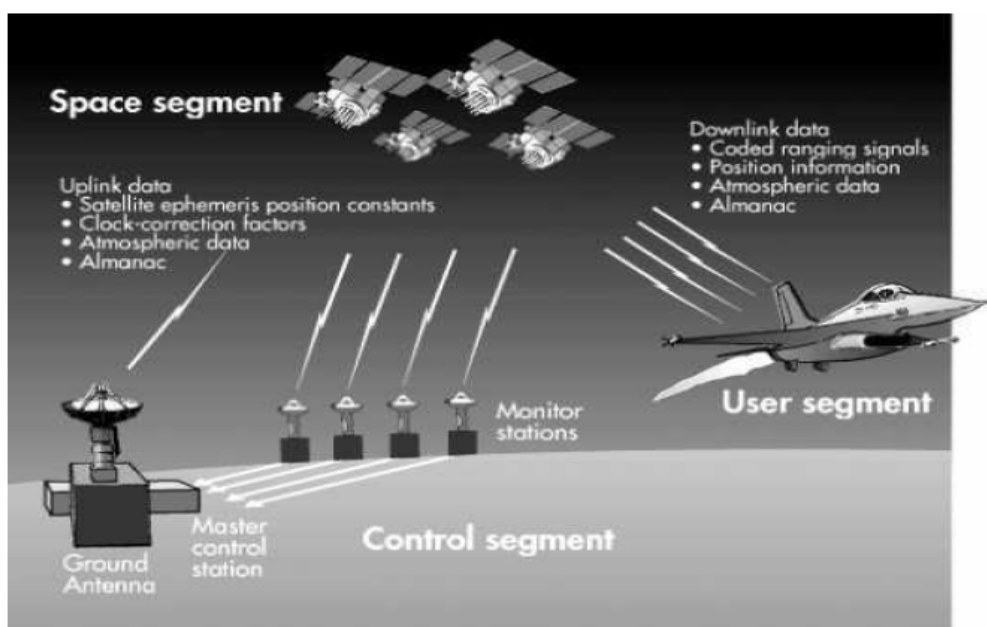 Space segment
Downlink data
• Coded ranging signals
• Position information
• Atmospheric data
• Almanac
Uplink data
• Satellite ephemeris position constants
• Clock-correction factors
• Atmospheric data
• Almanac
User segment
Monitor
stations
Master
control
station
Control segment
Ground
Antenna